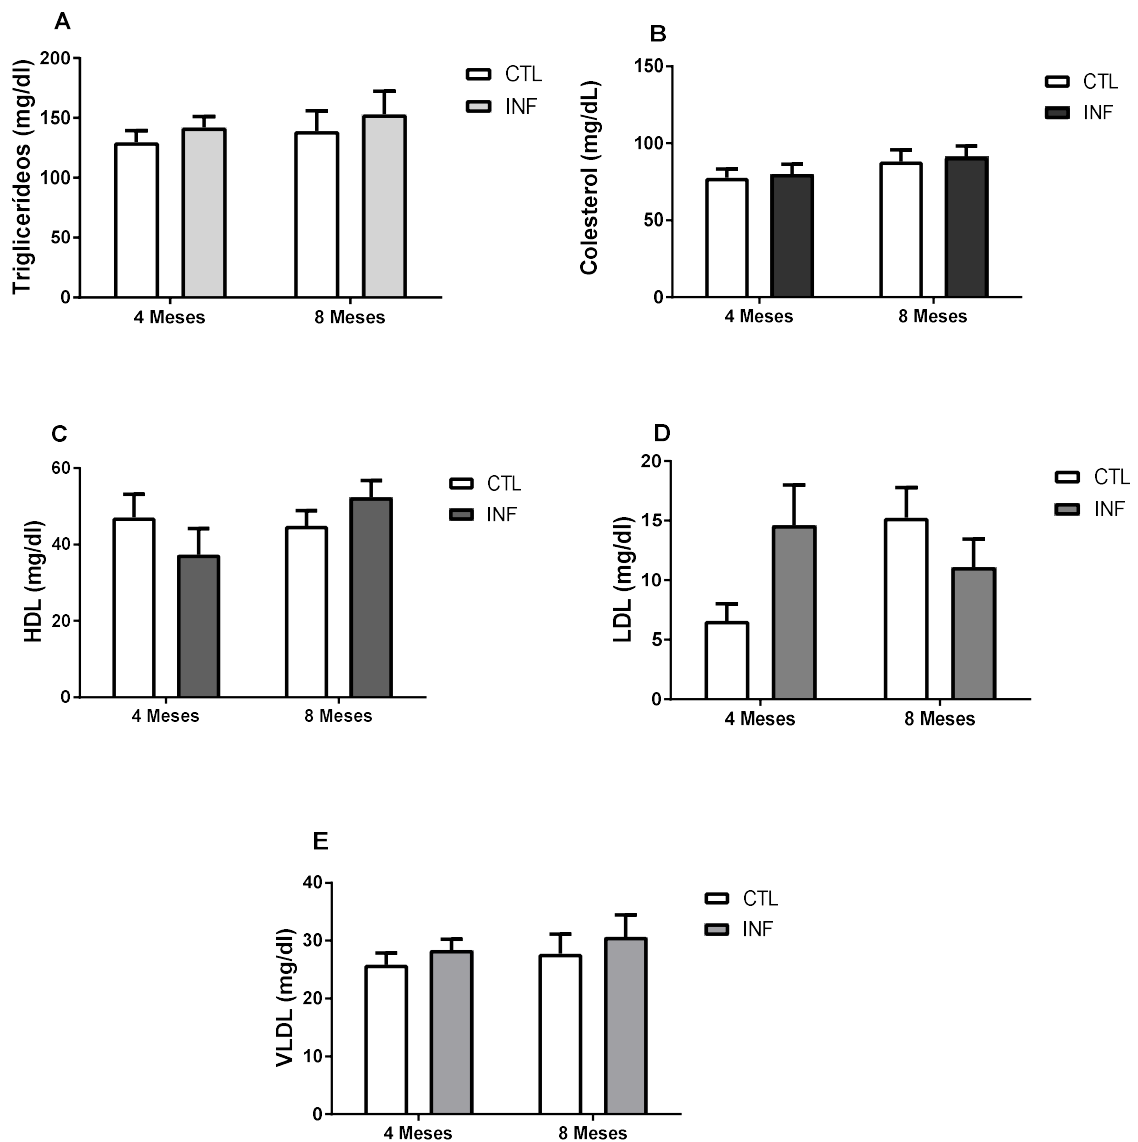 A
Triglicerídeos (mg/dl)
200
150
100
50
0
4 Meses
8 Meses
CTL
INF
B
Colesterol (mg/dL)
150
100
50
0
4 Meses
8 Meses
CTL
INF
C
HDL (mg/dl)
60
40
20
0
4 Meses
8 Meses
CTL
INF
D
LDL (mg/dl)
20
15
10
5
0
4 Meses
8 Meses
CTL
INF
E
VLDL (mg/dl)
40
30
20
10
0
4 Meses
8 Meses
CTL
INF